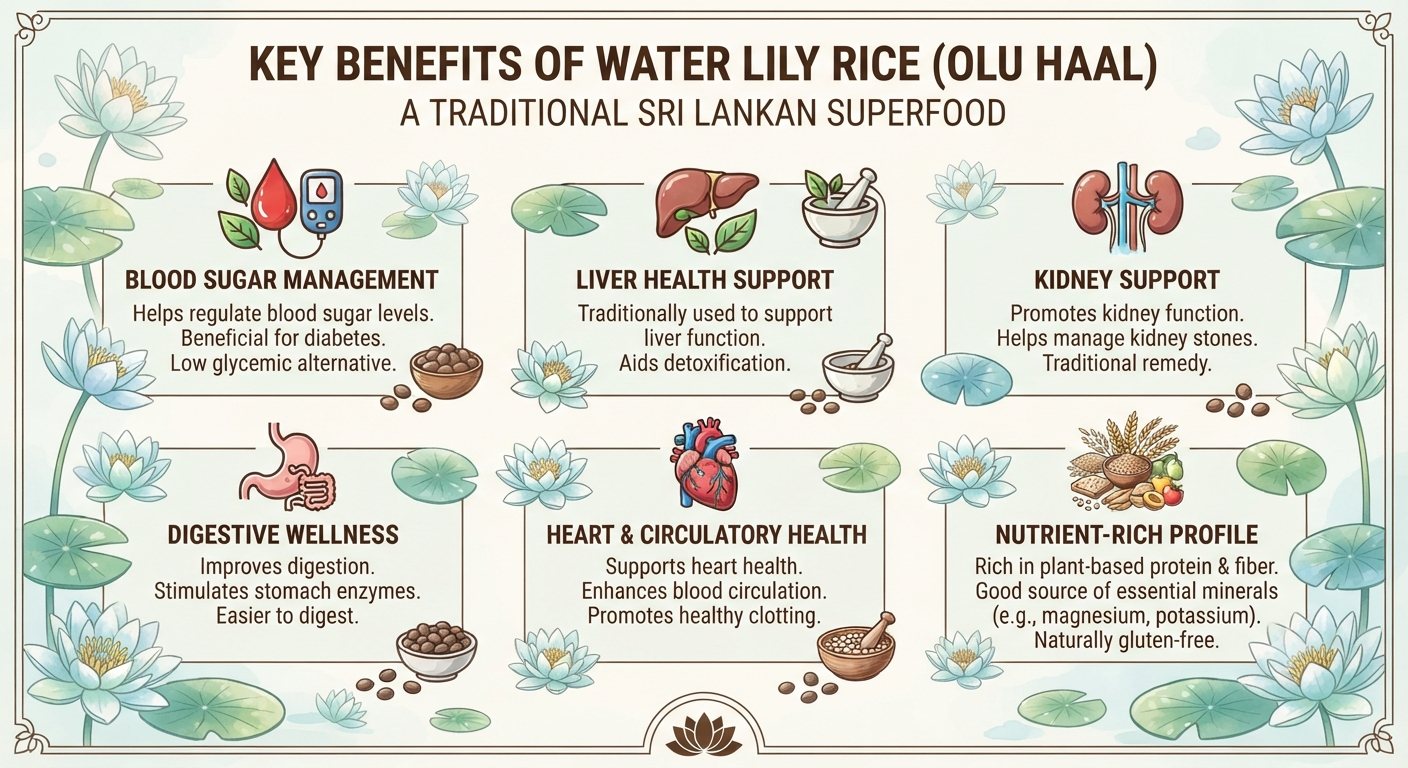 KEY BENEFITS OF WATER LILY RICE (OLU HAAL)
A TRADITIONAL SRI LANKAN SUPERFOOD
BLOOD SUGAR MANAGEMENT
Helps regulate blood sugar levels.
Beneficial for diabetes.
Low glycemic alternative.
LIVER HEALTH SUPPORT
Traditionally used to support
liver function.
Aids detoxification.
KIDNEY SUPPORT
Promotes kidney function.
Helps manage kidney stones.
Traditional remedy.
DIGESTIVE WELLNESS
Improves digestion.
Stimulates stomach enzymes.
Easier to digest.
HEART & CIRCULATORY HEALTH
Supports heart health.
Enhances blood circulation.
Promotes healthy clotting.
NUTRIENT-RICH PROFILE
Rich in plant-based protein & fiber.
Good source of essential minerals
(e.g., magnesium, potassium).
Naturally gluten-free.